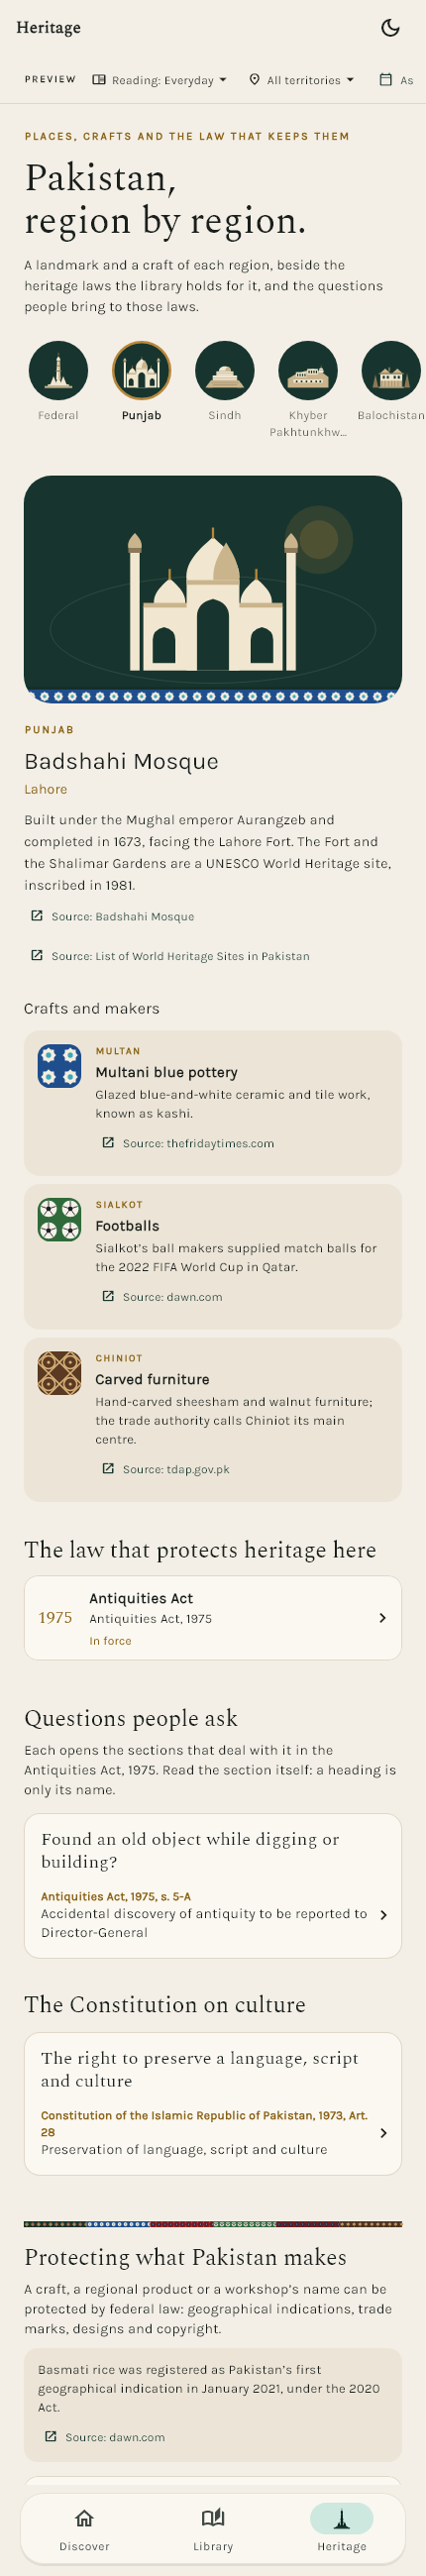 Heritage
PREVIEW Reading: Everyday All territories As
PLACES, CRAFTS AND THE LAW THAT KEEPS THEM
Pakistan,
region by region.
A landmark and a craft of each region, beside the
heritage laws the library holds for it, and the questions
people bring to those laws.
Federal Punjab Sindh Khyber Balochistan
Pakhtunkhw...
PUNJAB
Badshahi Mosque
Lahore
Built under the Mughal emperor Aurangzeb and
completed in 1673, facing the Lahore Fort. The Fort and
the Shalimar Gardens are a UNESCO World Heritage site,
inscribed in 1981.
Source: Badshahi Mosque
Source: List of World Heritage Sites in Pakistan
Crafts and makers
MULTAN
Multani blue pottery
Glazed blue-and-white ceramic and tile work,
known as kashi.
Source: thefridaytimes.com
SIALKOT
Footballs
Sialkot's ball makers supplied match balls for
the 2022 FIFA World Cup in Qatar.
Source: dawn.com
CHINIOT
Carved furniture
Hand-carved sheesham and walnut furniture;
the trade authority calls Chiniot its main
centre.
Source: tdap.gov.pk
The law that protects heritage here
1975
Antiquities Act
Antiquities Act, 1975
In force
Questions people ask
Each opens the sections that deal with it in the
Antiquities Act, 1975. Read the section itself: a heading is
only its name.
Found an old object while digging or
building?
Antiquities Act, 1975, s. 5-A
Accidental discovery of antiquity to be reported to
Director-General
The Constitution on culture
The right to preserve a language, script
and culture
Constitution of the Islamic Republic of Pakistan, 1973, Art.
28
Preservation of language, script and culture
Protecting what Pakistan makes
A craft, a regional product or a workshop's name can be
protected by federal law: geographical indications, trade
marks, designs and copyright.
Basmati rice was registered as Pakistan's first
geographical indication in January 2021, under the 2020
Act.
Source: dawn.com
Discover Library Heritage